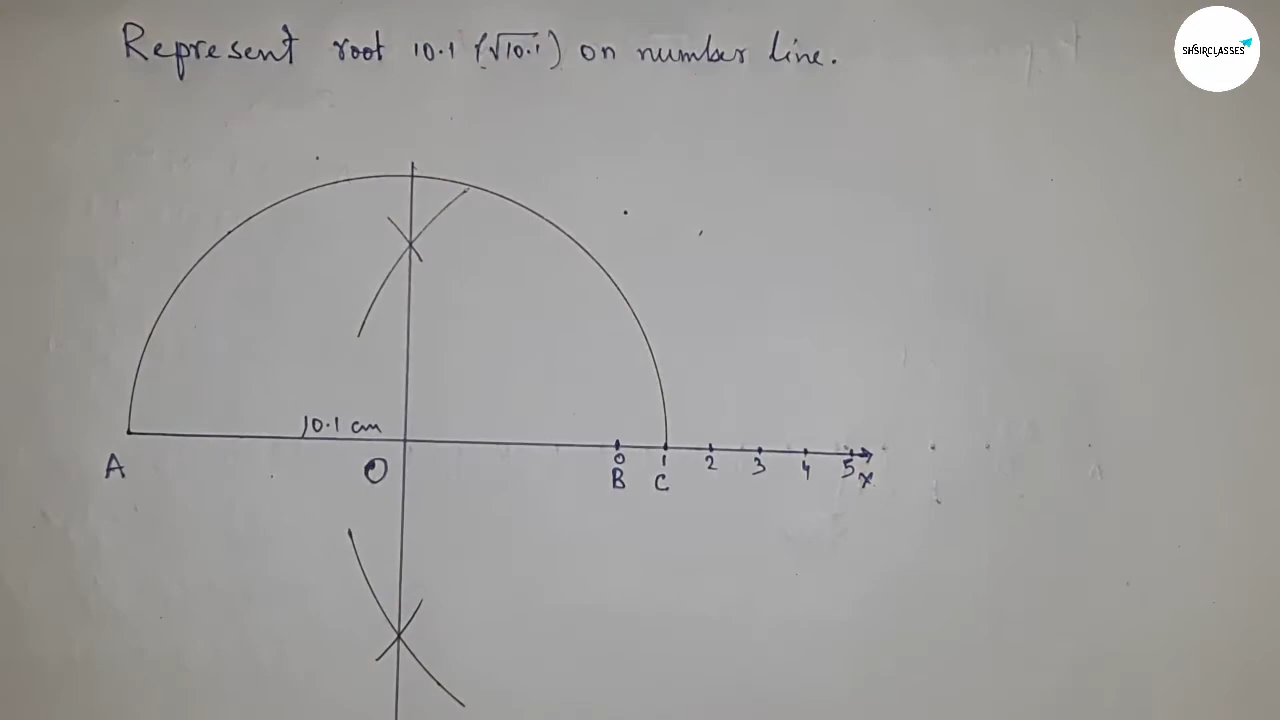 Represent root 10.1 (√10.1) on number line.
SHSIRCLASSES
10.1 cm
A O 0 1 2 3 4 5 X
B C